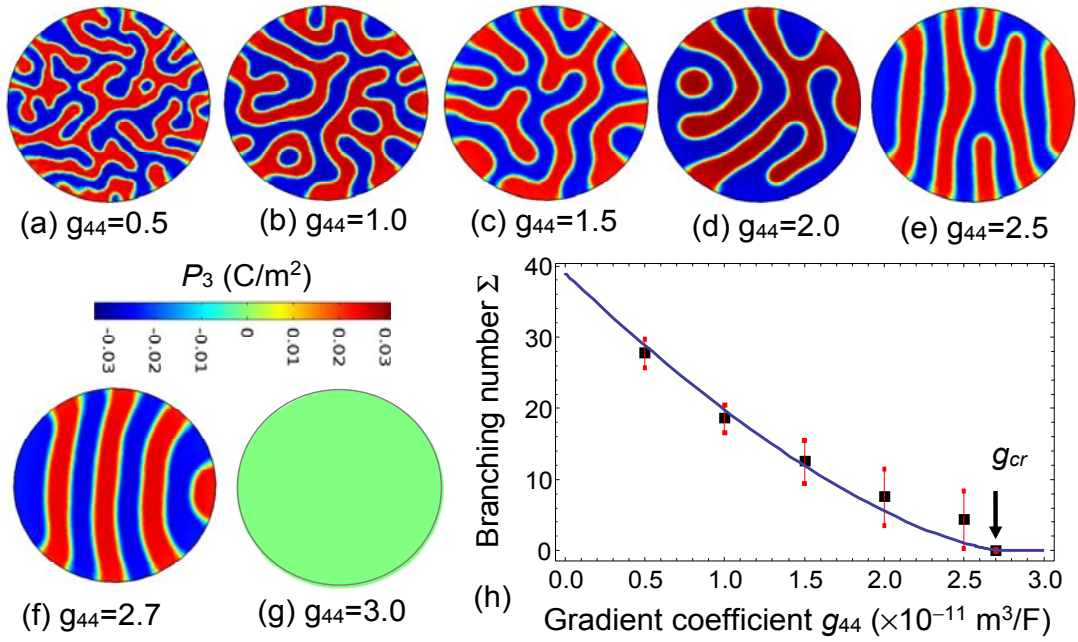 (a) g₄₄=0.5
(b) g₄₄=1.0
(c) g₄₄=1.5
(d) g₄₄=2.0
(e) g₄₄=2.5
P₃ (C/m²)
-0.03 -0.02 -0.01 0 0.01 0.02 0.03
(f) g₄₄=2.7
(g) g₄₄=3.0
(h)
Branching number Σ
40
30
20
10
0
g_cr
0.0 0.5 1.0 1.5 2.0 2.5 3.0
Gradient coefficient g₄₄ (×10⁻¹¹ m³/F)